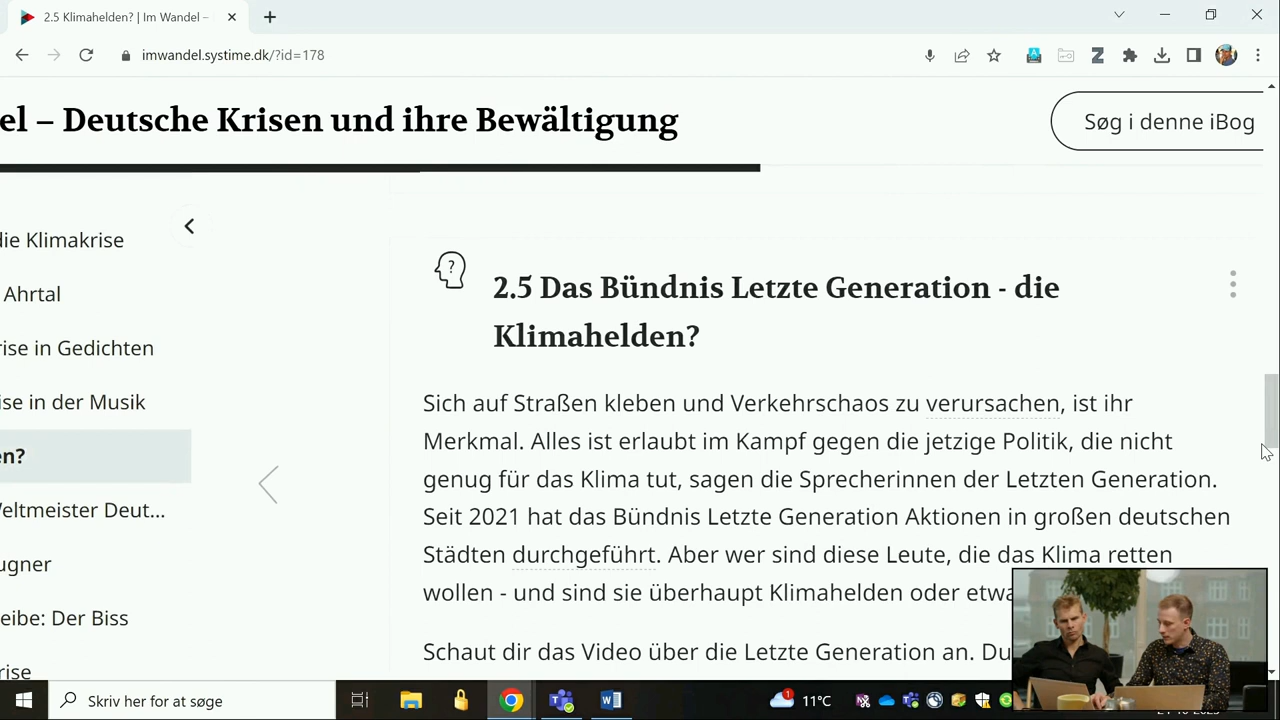 2.5 Klimahelden? | Im Wandel –
imwandel.systime.dk/?id=178
el – Deutsche Krisen und ihre Bewältigung
Søg i denne iBog
die Klimakrise
Ahrtal
rise in Gedichten
ise in der Musik
en?
Weltmeister Deut...
ugner
eibe: Der Biss
rise
2.5 Das Bündnis Letzte Generation - die
Klimahelden?
Sich auf Straßen kleben und Verkehrschaos zu verursachen, ist ihr
Merkmal. Alles ist erlaubt im Kampf gegen die jetzige Politik, die nicht
genug für das Klima tut, sagen die Sprecherinnen der Letzten Generation.
Seit 2021 hat das Bündnis Letzte Generation Aktionen in großen deutschen
Städten durchgeführt. Aber wer sind diese Leute, die das Klima retten
wollen - und sind sie überhaupt Klimahelden oder etwa
Schaut dir das Video über die Letzte Generation an. Du
Skriv her for at søge
1
11°C